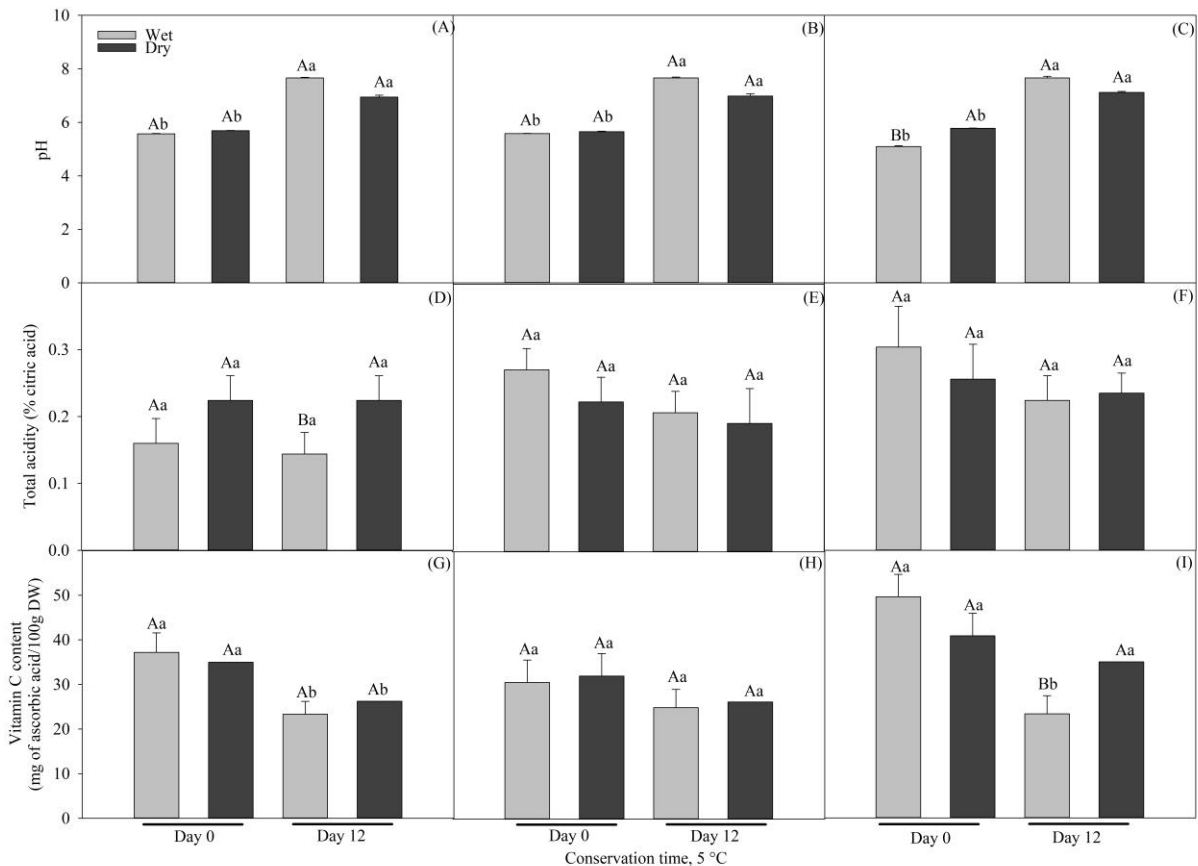 10
8
6
4
2
0
pH
Wet
Dry
(A)
Ab
Ab
Aa
Aa
(B)
Ab
Ab
Aa
Aa
(C)
Bb
Ab
Aa
Aa
0.3
0.2
0.1
0.0
Total acidity (% citric acid)
(D)
Aa
Aa
Ba
Aa
(E)
Aa
Aa
Aa
Aa
(F)
Aa
Aa
Aa
Aa
50
40
30
20
10
0
Vitamin C content
(mg of ascorbic acid/100g DW)
(G)
Aa
Aa
Ab
Ab
(H)
Aa
Aa
Aa
Aa
(I)
Aa
Aa
Bb
Aa
Day 0
Day 12
Day 0
Day 12
Day 0
Day 12
Conservation time, 5 °C